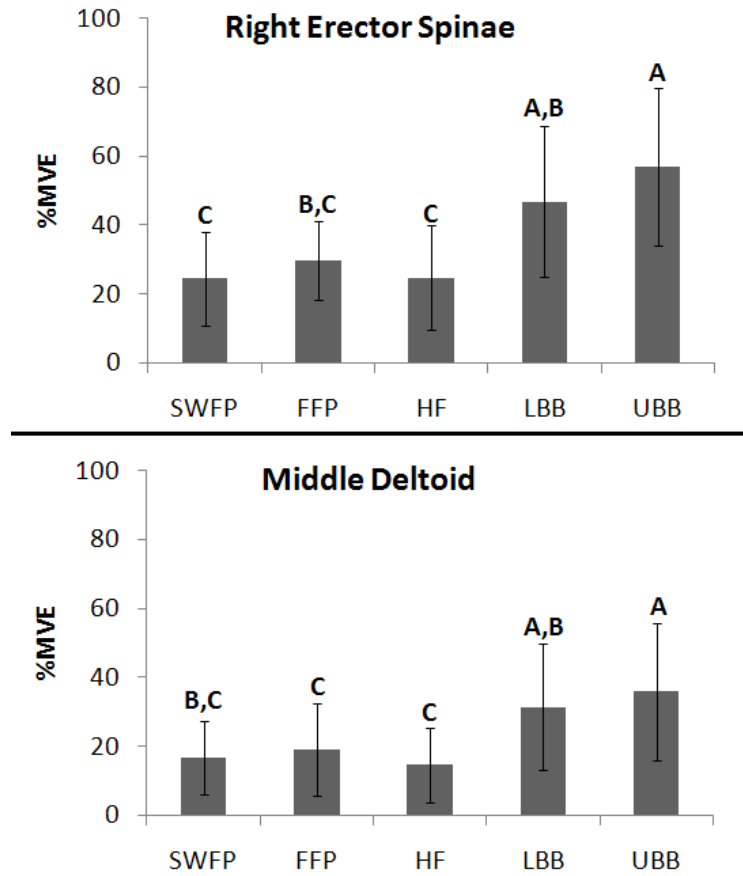 Right Erector Spinae
%MVE
100
80
60
40
20
0
C
B,C
C
A,B
A
SWFP FFP HF LBB UBB
Middle Deltoid
%MVE
100
80
60
40
20
0
B,C
C
C
A,B
A
SWFP FFP HF LBB UBB